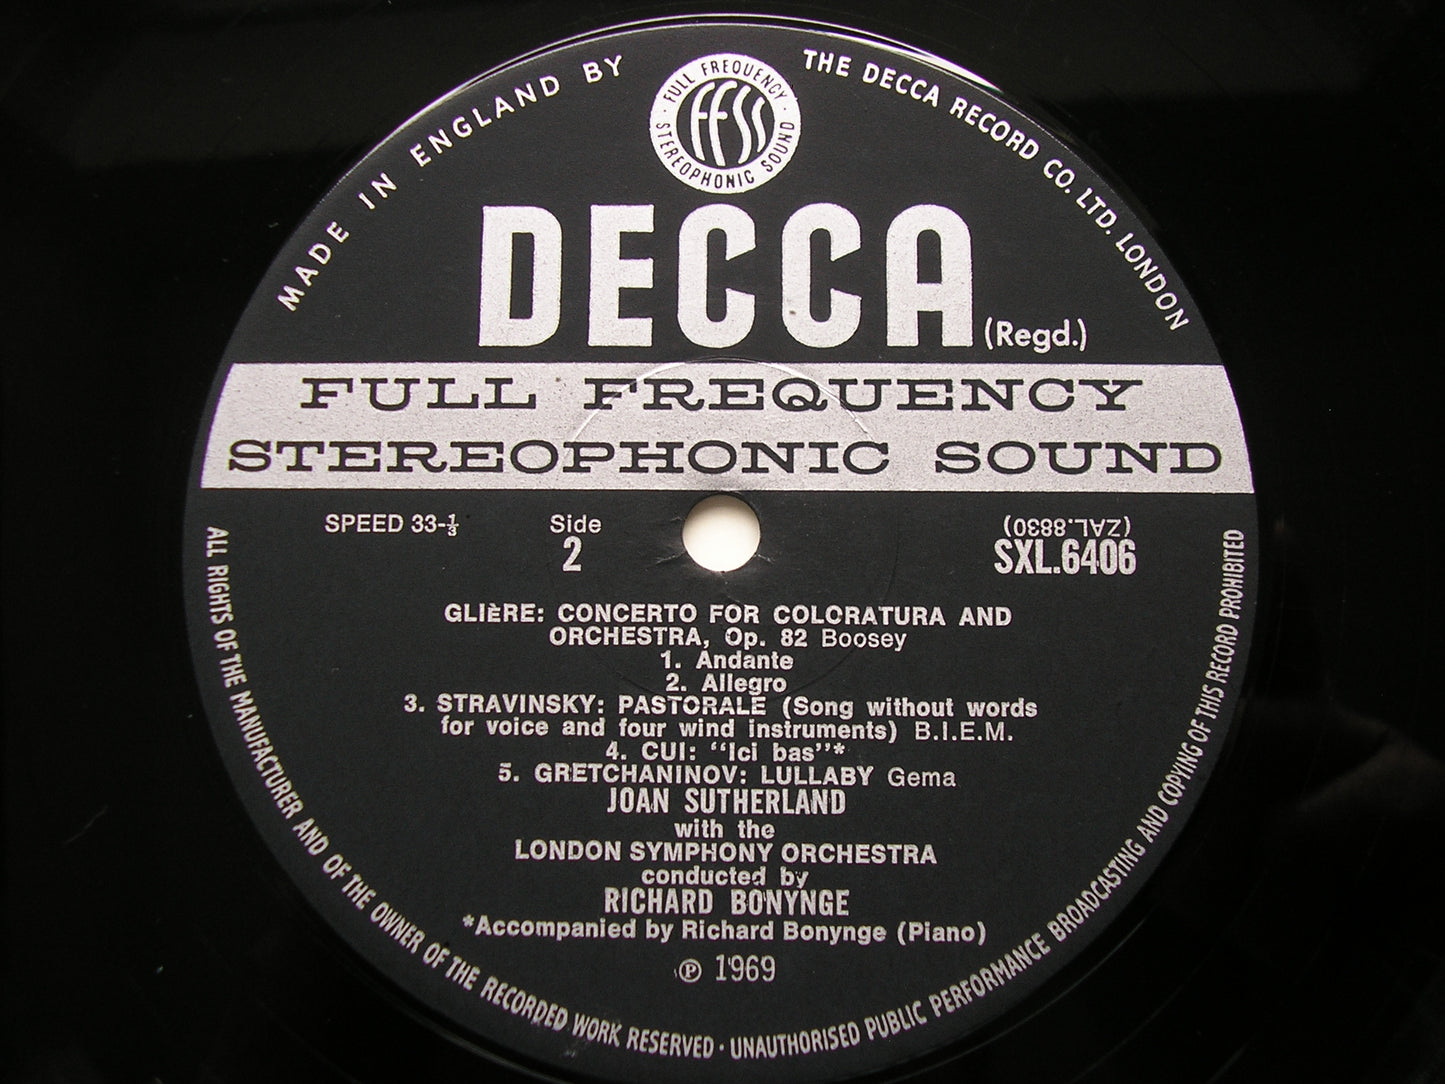 MADE IN ENGLAND BY
THE DECCA RECORD CO. LTD. LONDON
FULL FREQUENCY
ffss
STEREOPHONIC SOUND
DECCA
(Regd.)
FULL FREQUENCY
STEREOPHONIC SOUND
SPEED 33-⅓
Side
2
(ZAL.8830)
SXL.6406
GLIèRE: CONCERTO FOR COLORATURA AND
ORCHESTRA, Op. 82 Boosey
1. Andante
2. Allegro
3. STRAVINSKY: PASTORALE (Song without words
for voice and four wind instruments) B.I.E.M.
4. CUI: "Ici bas"*
5. GRETCHANINOV: LULLABY Gema
JOAN SUTHERLAND
with the
LONDON SYMPHONY ORCHESTRA
conducted by
RICHARD BONYNGE
*Accompanied by Richard Bonynge (Piano)
℗ 1969
ALL RIGHTS OF THE MANUFACTURER AND OF THE OWNER OF THE RECORDED WORK RESERVED · UNAUTHORISED PUBLIC PERFORMANCE BROADCASTING AND COPYING OF THIS RECORD PROHIBITED